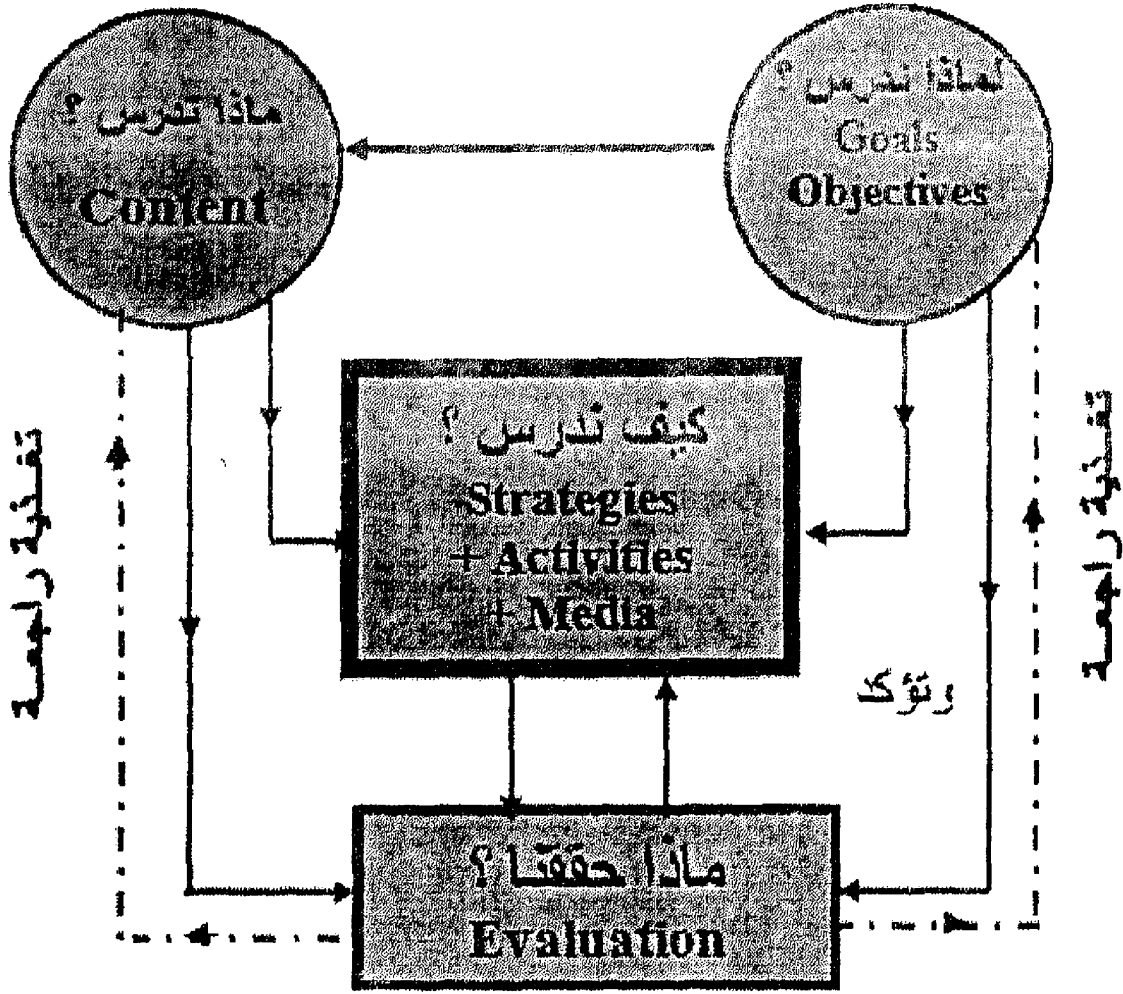 لماذا ندرس ؟
Goals
Objectives
ماذا ندرس ؟
Content
كيف ندرس ؟
Strategies
+ Activities
+ Media
وتؤكد
ماذا حققنا ؟
Evaluation
تغذية راجعة
تغذية راجعة